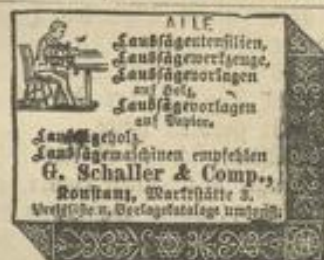 ALLE
Laubsägeutensilien,
Laubsägewerkzeuge,
Laubsägevorlagen
auf Holz,
Laubsägevorlagen
auf Papier,
Laubsägeholz,
Laubsägemaschinen empfehlen
G. Schaller & Comp.,
Konstanz, Marktstätte 3.
Preisliste u. Vorlagekataloge umsonst.